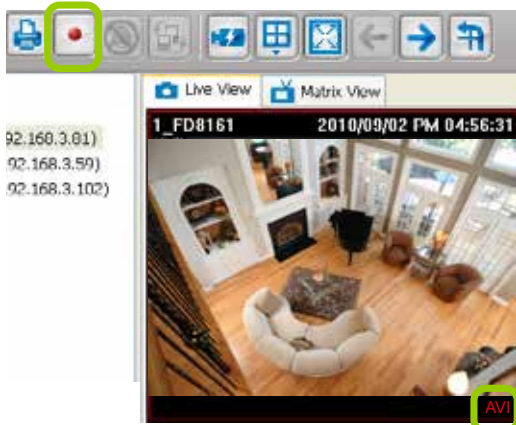 Live View
Matrix View
92.168.3.81)
92.168.3.59)
92.168.3.102)
1_FD8161
2010/09/02 PM 04:56:31
AVI